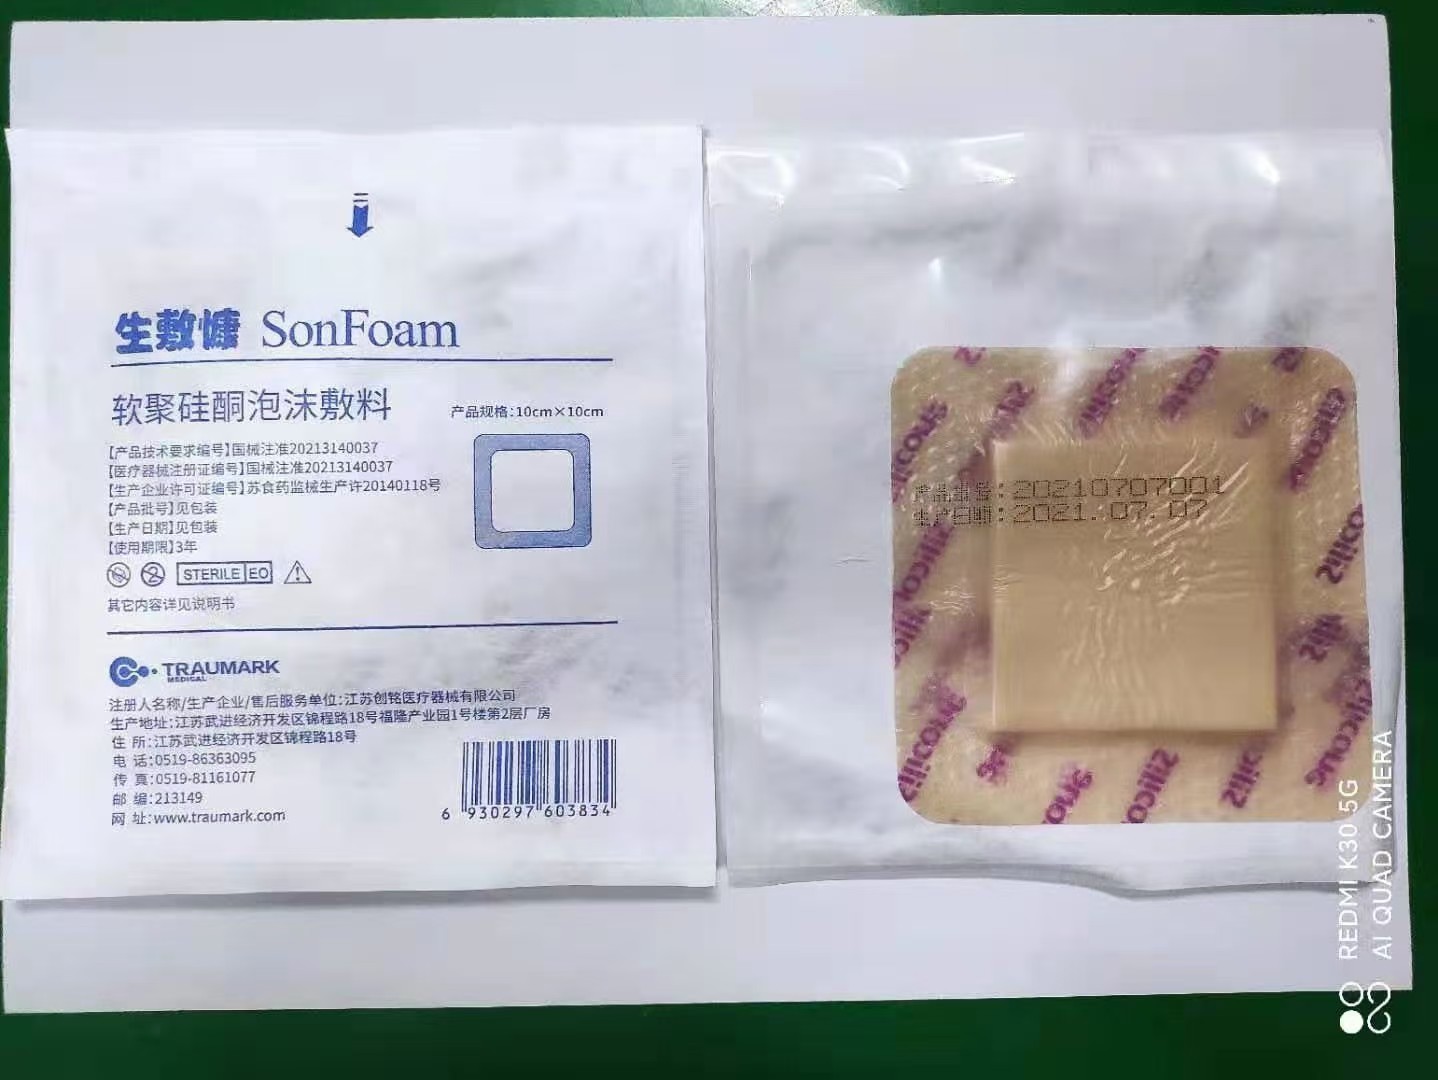 生敷慷 SonFoam
软聚硅酮泡沫敷料
产品规格:10cm×10cm
【产品技术要求编号】国械注准20213140037
【医疗器械注册证编号】国械注准20213140037
【生产企业许可证编号】苏食药监械生产许20140118号
【产品批号】见包装
【生产日期】见包装
【使用期限】3年
2
STERILE EO
其它内容详见说明书
TRAUMARK
MEDICAL
注册人名称/生产企业/售后服务单位:江苏创铭医疗器械有限公司
生产地址:江苏武进经济开发区锦程路18号福隆产业园1号楼第2层厂房
住 所:江苏武进经济开发区锦程路18号
电 话:0519-86363095
传 真:0519-81161077
邮 编:213149
网 址:www.traumark.com
6 930297 603834
产品批号:20210707001
生产日期:2021.07.07
silicone
silicone
silicone
silicone
silicone
silicone
REDMI K30 5G
AI QUAD CAMERA